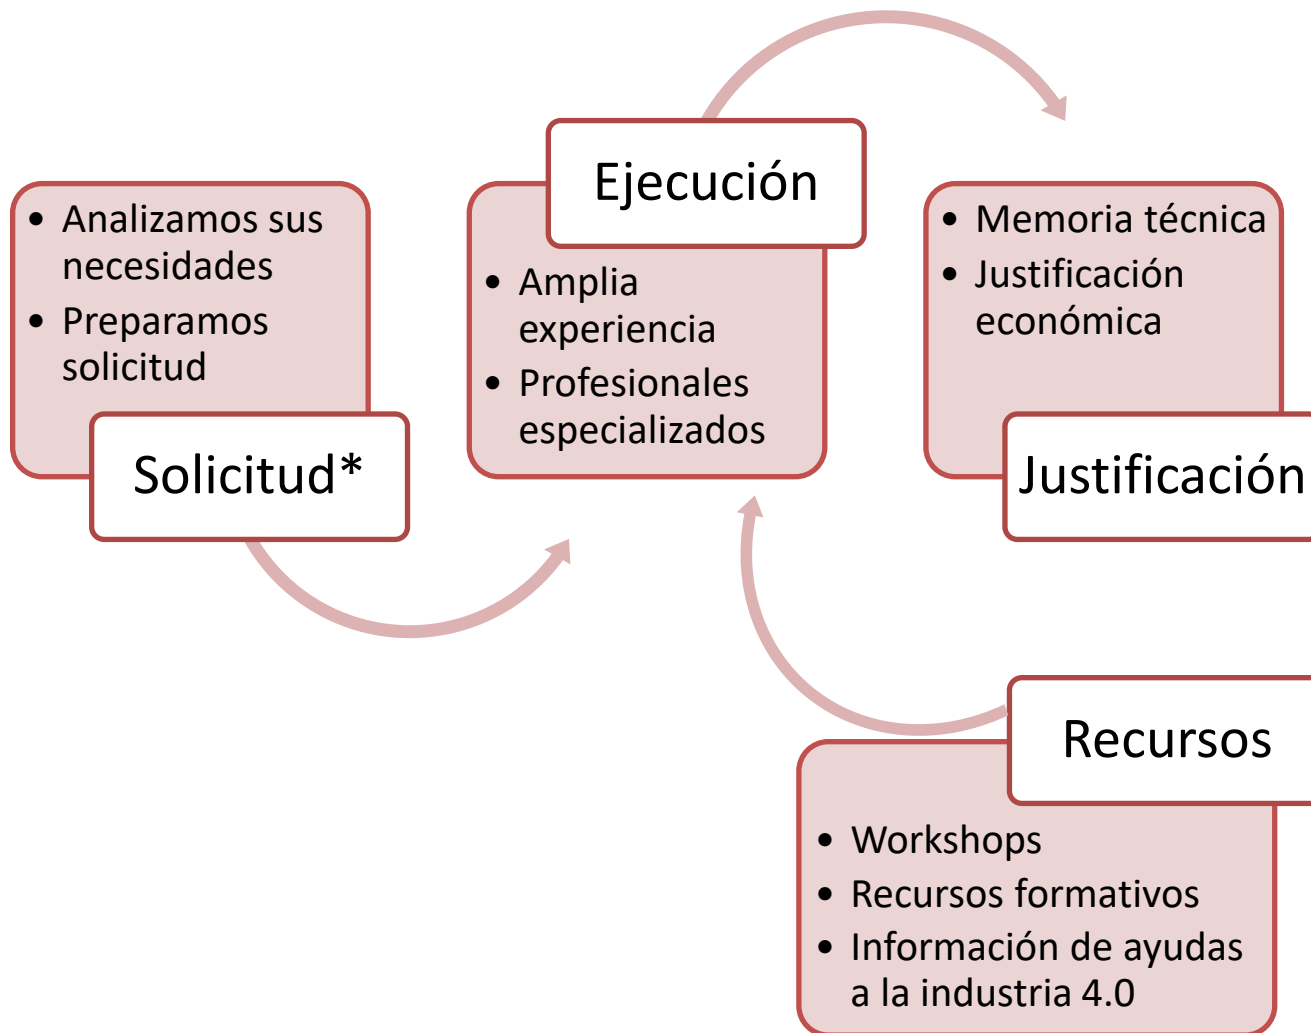 • Analizamos sus
necesidades
• Preparamos
solicitud
Solicitud*
Ejecución
• Amplia
experiencia
• Profesionales
especializados
• Memoria técnica
• Justificación
económica
Justificación
Recursos
• Workshops
• Recursos formativos
• Información de ayudas
a la industria 4.0